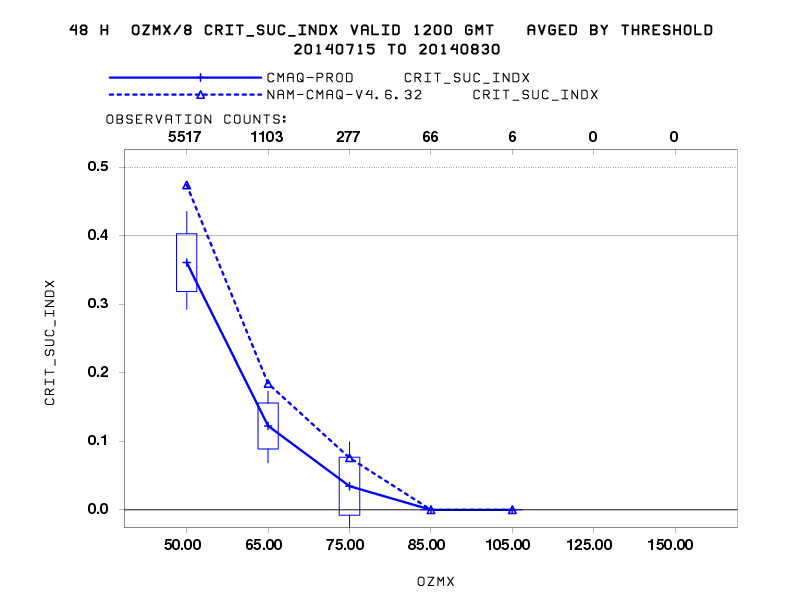 48 H  OZMX/8 CRIT_SUC_INDX VALID 1200 GMT   AVGED BY THRESHOLD
20140715 TO 20140830
CMAQ-PROD      CRIT_SUC_INDX
NAM-CMAQ-V4.6.32      CRIT_SUC_INDX
OBSERVATION COUNTS:
5517 1103 277 66 6 0 0
0.5
0.4
0.3
0.2
0.1
0.0
CRIT_SUC_INDX
50.00 65.00 75.00 85.00 105.00 125.00 150.00
OZMX